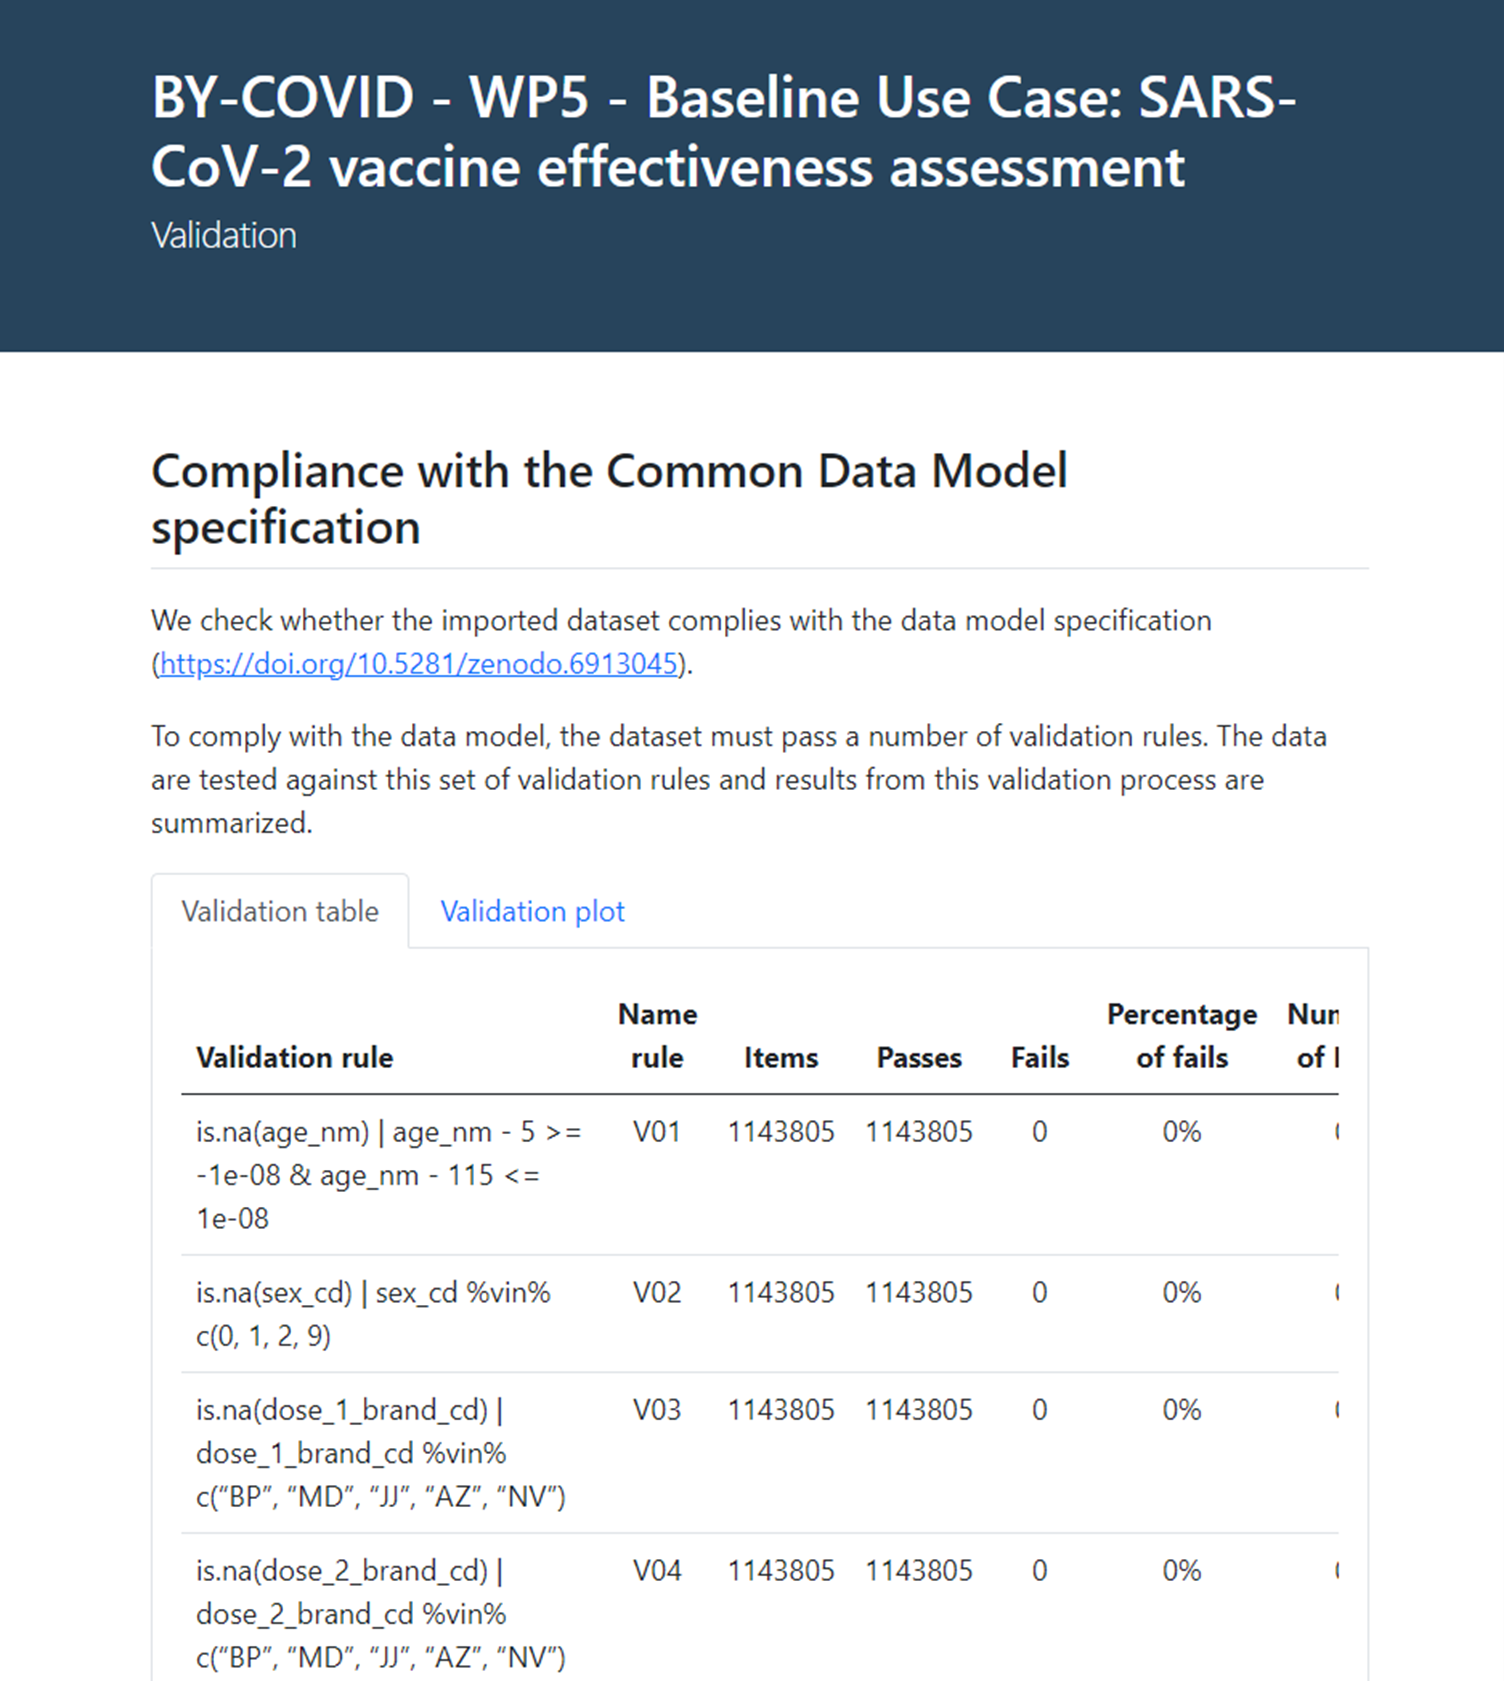 BY-COVID - WP5 - Baseline Use Case: SARS-
CoV-2 vaccine effectiveness assessment
Validation
Compliance with the Common Data Model
specification
We check whether the imported dataset complies with the data model specification
(https://doi.org/10.5281/zenodo.6913045).
To comply with the data model, the dataset must pass a number of validation rules. The data
are tested against this set of validation rules and results from this validation process are
summarized.
Validation table Validation plot
Name Percentage
Validation rule rule Items Passes Fails of fails of
is.na(age_nm) | age_nm - 5 >= V01 1143805 1143805 0 0%
-1e-08 & age_nm - 115 <=
1e-08
is.na(sex_cd) | sex_cd %vin% V02 1143805 1143805 0 0%
c(0, 1, 2, 9)
is.na(dose_1_brand_cd) | V03 1143805 1143805 0 0%
dose_1_brand_cd %vin%
c(“BP”, “MD”, “JJ”, “AZ”, “NV”)
is.na(dose_2_brand_cd) | V04 1143805 1143805 0 0%
dose_2_brand_cd %vin%
c(“BP”, “MD”, “JJ”, “AZ”, “NV”)